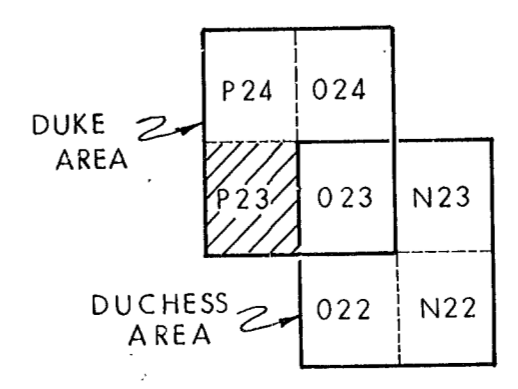 P24 024
DUKE
AREA
P23 023 N23
DUCHESS
AREA
022 N22